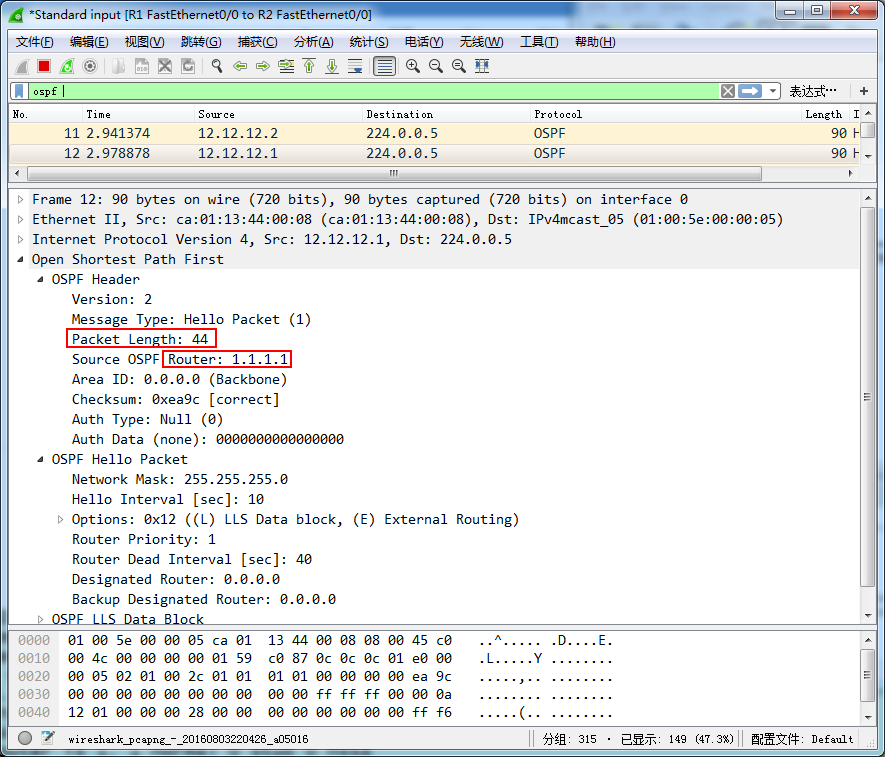 *Standard input [R1 FastEthernet0/0 to R2 FastEthernet0/0]
文件(F) 编辑(E) 视图(V) 跳转(G) 捕获(C) 分析(A) 统计(S) 电话(Y) 无线(W) 工具(T) 帮助(H)
ospf 表达式… +
No. Time Source Destination Protocol Length I
11 2.941374 12.12.12.2 224.0.0.5 OSPF 90 H
12 2.978878 12.12.12.1 224.0.0.5 OSPF 90 H
Frame 12: 90 bytes on wire (720 bits), 90 bytes captured (720 bits) on interface 0
Ethernet II, Src: ca:01:13:44:00:08 (ca:01:13:44:00:08), Dst: IPv4mcast_05 (01:00:5e:00:00:05)
Internet Protocol Version 4, Src: 12.12.12.1, Dst: 224.0.0.5
Open Shortest Path First
OSPF Header
Version: 2
Message Type: Hello Packet (1)
Packet Length: 44
Source OSPF Router: 1.1.1.1
Area ID: 0.0.0.0 (Backbone)
Checksum: 0xea9c [correct]
Auth Type: Null (0)
Auth Data (none): 0000000000000000
OSPF Hello Packet
Network Mask: 255.255.255.0
Hello Interval [sec]: 10
Options: 0x12 ((L) LLS Data block, (E) External Routing)
Router Priority: 1
Router Dead Interval [sec]: 40
Designated Router: 0.0.0.0
Backup Designated Router: 0.0.0.0
OSPF LLS Data Block
0000 01 00 5e 00 00 05 ca 01 13 44 00 08 08 00 45 c0 ..^..... .D....E.
0010 00 4c 00 00 00 00 01 59 c0 87 0c 0c 0c 01 e0 00 .L.....Y ........
0020 00 05 02 01 00 2c 01 01 01 01 00 00 00 00 ea 9c .....,.. ........
0030 00 00 00 00 00 00 00 00 00 00 ff ff ff 00 00 0a ........ ........
0040 12 01 00 00 00 28 00 00 00 00 00 00 00 00 ff f6 .....(.. ........
wireshark_pcapng_-_20160803220426_a05016 分组: 315 · 已显示: 149 (47.3%) 配置文件: Default